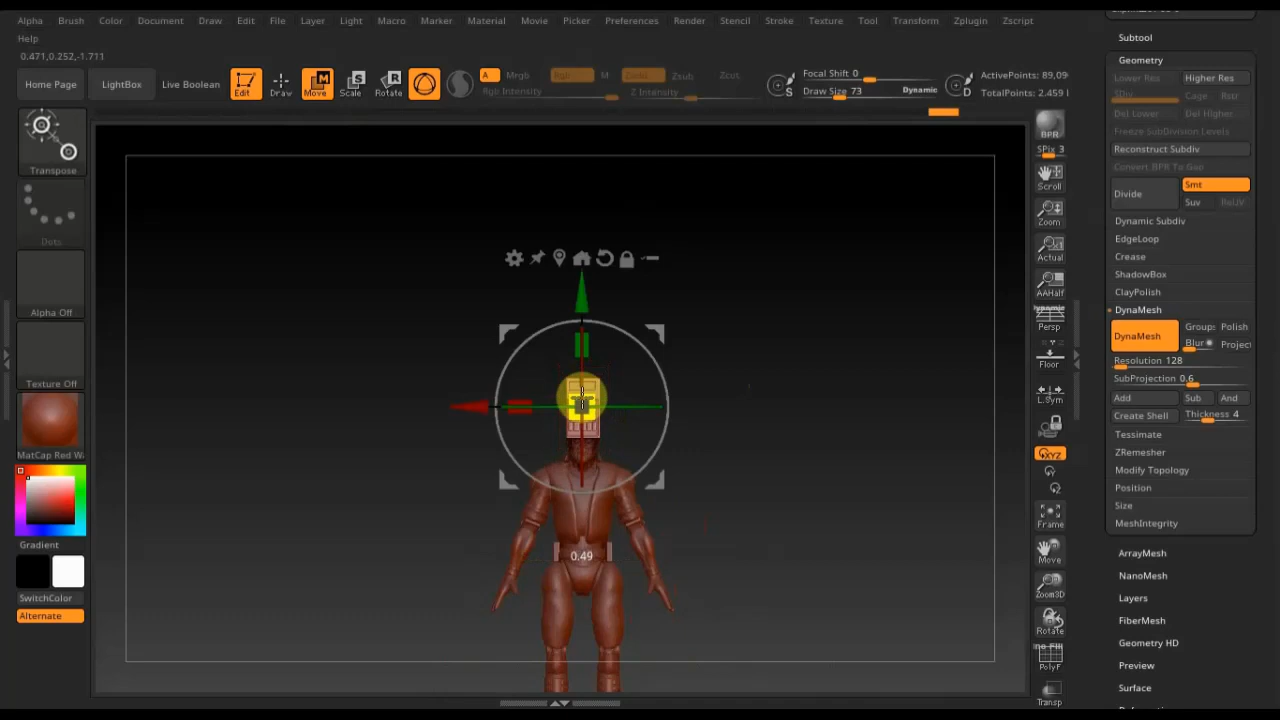 Alpha Brush Color Document Draw Edit File Layer Light Macro Marker Material Movie Picker Preferences Render Stencil Stroke Texture Tool Transform Zplugin Zscript
Help
0.471,0.252,-1.711
Home Page LightBox Live Boolean Edit Draw Move Scale Rotate
A Mrgb Rgb M Zadd Zsub Zcut
Rgb Intensity Z Intensity
Focal Shift 0
Draw Size 73 Dynamic
ActivePoints: 89,09
TotalPoints: 2.459
Transpose
Dots
Alpha Off
Texture Off
MatCap Red W
Gradient
SwitchColor
Alternate
0.49
BPR
SPix 3
Scroll
Zoom
Actual
AAHalf
Dynamic
Persp
Floor
L.Sym
XYZ
Frame
Move
Zoom3D
Rotate
PolyF
Transp
Subtool
Geometry
Lower Res Higher Res
SDiv Cage Rstr
Del Lower Del Higher
Freeze SubDivision Levels
Reconstruct Subdiv
Convert BPR To Geo
Divide Smt
Suv ReUV
Dynamic Subdiv
EdgeLoop
Crease
ShadowBox
ClayPolish
DynaMesh
DynaMesh Groups Polish
Blur Project
Resolution 128
SubProjection 0.6
Add Sub And
Create Shell Thickness 4
Tessimate
ZRemesher
Modify Topology
Position
Size
MeshIntegrity
ArrayMesh
NanoMesh
Layers
FiberMesh
Geometry HD
Preview
Surface